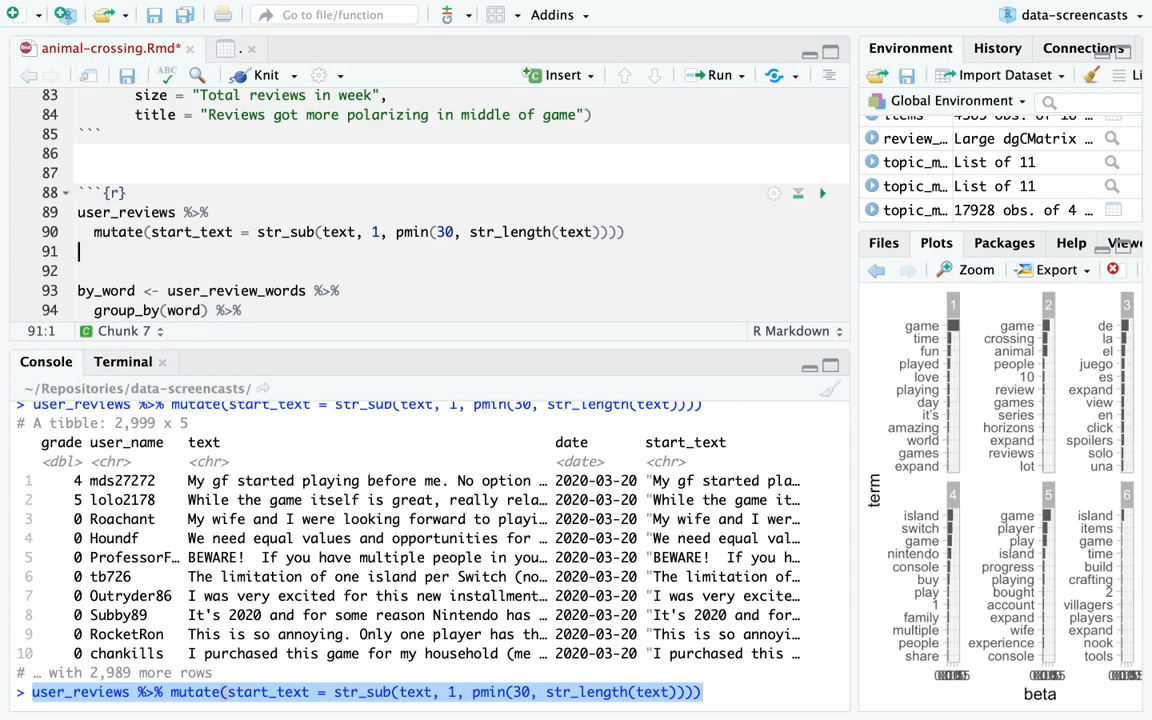 Go to file/function
Addins
data-screencasts
animal-crossing.Rmd*
.
ABC
Knit
Insert
Run
83 size = "Total reviews in week",
84 title = "Reviews got more polarizing in middle of game")
85 ```
86
87
88 ```{r}
89 user_reviews %>%
90 mutate(start_text = str_sub(text, 1, pmin(30, str_length(text))))
91
92
93 by_word <- user_review_words %>%
94 group_by(word) %>%
91:1 Chunk 7 R Markdown
Console Terminal
~/Repositories/data-screencasts/
> user_reviews %>% mutate(start_text = str_sub(text, 1, pmin(30, str_length(text))))
# A tibble: 2,999 x 5
grade user_name text date start_text
<dbl> <chr> <chr> <date> <chr>
1 4 mds27272 My gf started playing before me. No option … 2020-03-20 "My gf started pla…
2 5 lolo2178 While the game itself is great, really rela… 2020-03-20 "While the game it…
3 0 Roachant My wife and I were looking forward to playi… 2020-03-20 "My wife and I wer…
4 0 Houndf We need equal values and opportunities for … 2020-03-20 "We need equal val…
5 0 ProfessorF… BEWARE!  If you have multiple people in you… 2020-03-20 "BEWARE!  If you h…
6 0 tb726 The limitation of one island per Switch (no… 2020-03-20 "The limitation of…
7 0 Outryder86 I was very excited for this new installment… 2020-03-20 "I was very excite…
8 0 Subby89 It's 2020 and for some reason Nintendo has … 2020-03-20 "It's 2020 and for…
9 0 RocketRon This is so annoying. Only one player has th… 2020-03-20 "This is so annoyi…
10 0 chankills I purchased this game for my household (me … 2020-03-20 "I purchased this …
# … with 2,989 more rows
> user_reviews %>% mutate(start_text = str_sub(text, 1, pmin(30, str_length(text))))
Environment History Connections
Import Dataset Li
Global Environment
review_… Large dgCMatrix …
topic_m… List of 11
topic_m… List of 11
topic_m… 17928 obs. of 4 …
Files Plots Packages Help Viewe
Zoom Export
term
1
game
time
fun
played
love
playing
day
it's
amazing
world
games
expand
2
game
crossing
animal
people
10
review
games
series
horizons
expand
reviews
lot
3
de
la
el
juego
es
expand
view
en
click
spoilers
solo
una
4
island
switch
game
nintendo
console
buy
play
1
family
multiple
people
share
5
game
player
play
island
progress
playing
bought
account
expand
wife
experience
console
6
island
items
game
time
build
crafting
2
villagers
players
expand
nook
tools
beta